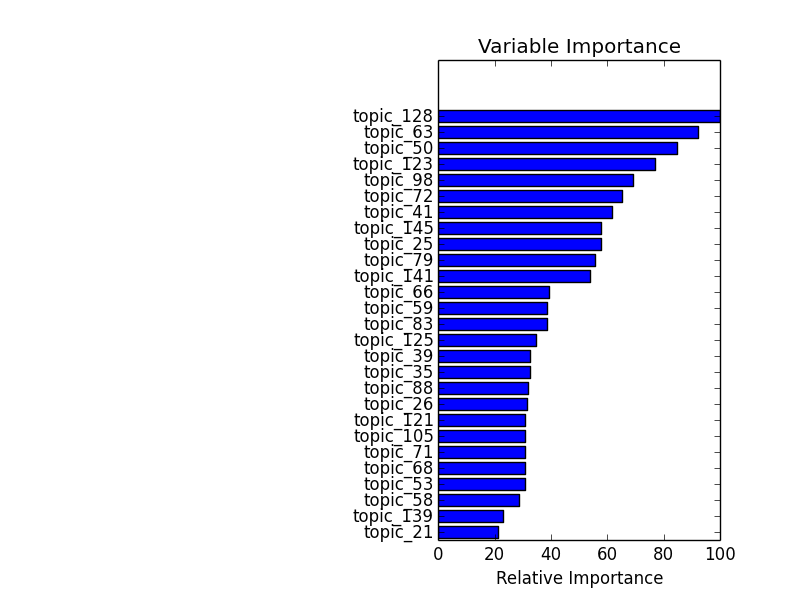 Variable Importance
topic_128
topic_63
topic_50
topic_123
topic_98
topic_72
topic_41
topic_145
topic_25
topic_79
topic_141
topic_66
topic_59
topic_83
topic_125
topic_39
topic_35
topic_88
topic_26
topic_121
topic_105
topic_71
topic_68
topic_53
topic_58
topic_139
topic_21
0 20 40 60 80 100
Relative Importance